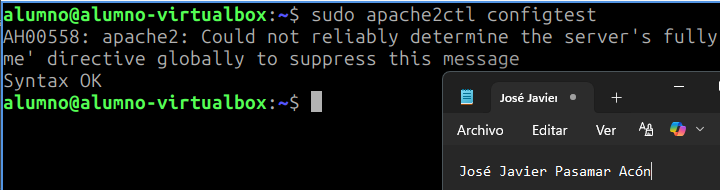 alumno@alumno-virtualbox:~$ sudo apache2ctl configtest
AH00558: apache2: Could not reliably determine the server's fully
me' directive globally to suppress this message
Syntax OK
alumno@alumno-virtualbox:~$
José Javier
Archivo Editar Ver
José Javier Pasamar Acón